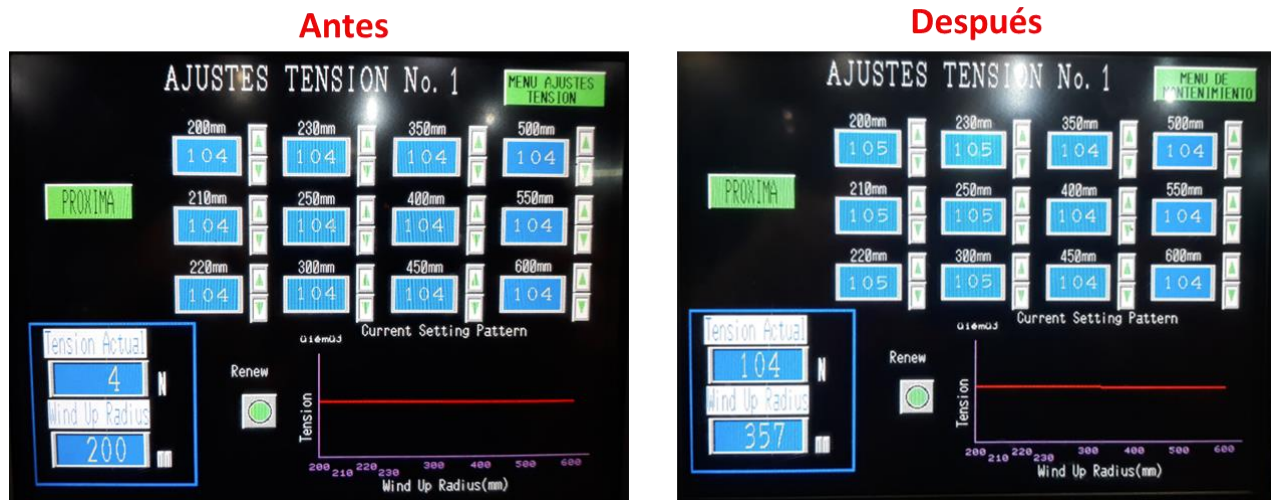 Antes
AJUSTES TENSION No. 1
MENU AJUSTES
TENSION
200mm 230mm 350mm 500mm
104 104 104 104
PROXIMA
210mm 250mm 400mm 550mm
104 104 104 104
220mm 300mm 450mm 600mm
104 104 104 104
Tension Actual
4 N
Wind Up Radius
200 mm
Current Setting Pattern
Renew
Tension
200 210 220 230 300 400 500 600
Wind Up Radius(mm)
Después
AJUSTES TENSION No. 1
MENU DE
MANTENIMIENTO
200mm 230mm 350mm 500mm
105 105 104 104
PROXIMA
210mm 250mm 400mm 550mm
105 105 104 104
220mm 300mm 450mm 600mm
105 105 104 104
Tension Actual
104 N
Wind Up Radius
357 mm
Current Setting Pattern
Renew
Tension
200 210 220 230 300 400 500 600
Wind Up Radius(mm)